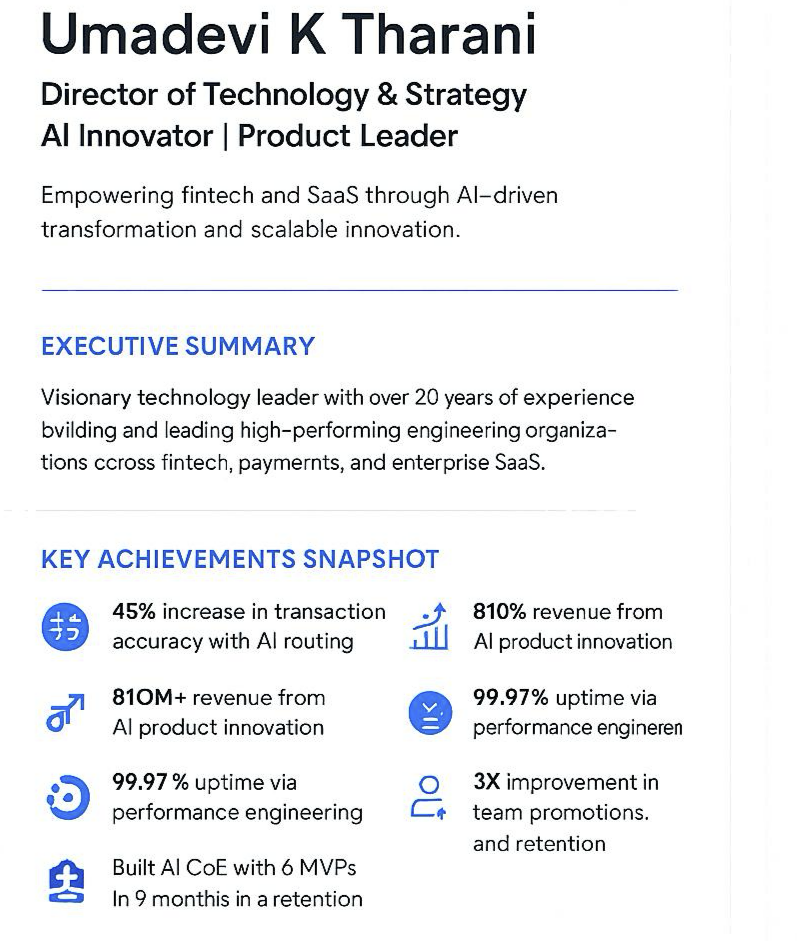 Umadevi K Tharani
Director of Technology & Strategy
AI Innovator | Product Leader
Empowering fintech and SaaS through AI–driven
transformation and scalable innovation.
EXECUTIVE SUMMARY
Visionary technology leader with over 20 years of experience
bvilding and leading high–performing engineering organiza–
tions ccross fintech, paymernts, and enterprise SaaS.
KEY ACHIEVEMENTS SNAPSHOT
45% increase in transaction
accuracy with AI routing
81OM+ revenue from
AI product innovation
99.97 % uptime via
performance engineering
Built AI CoE with 6 MVPs
In 9 monthis in a retention
810% revenue from
AI product innovation
99.97% uptime via
performance engineren
3X improvement in
team promotions.
and retention